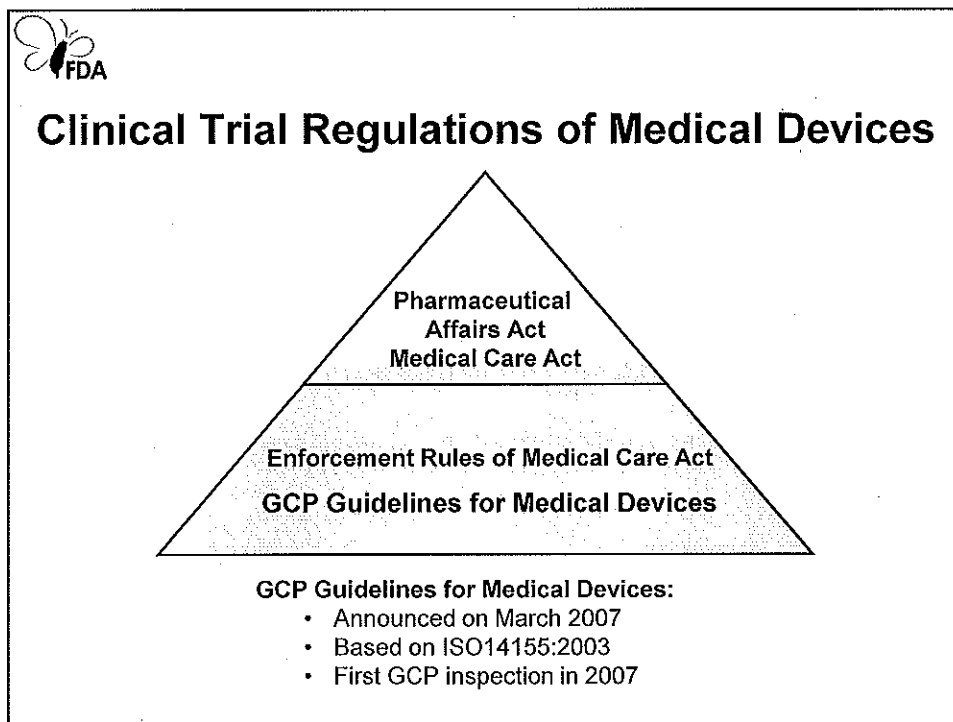 FDA
Clinical Trial Regulations of Medical Devices
Pharmaceutical
Affairs Act
Medical Care Act
Enforcement Rules of Medical Care Act
GCP Guidelines for Medical Devices
GCP Guidelines for Medical Devices:
• Announced on March 2007
• Based on ISO14155:2003
• First GCP inspection in 2007